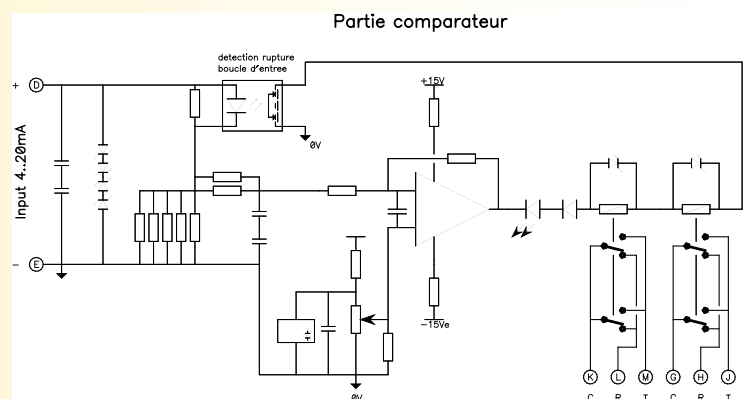 Partie comparateur
detection rupture
boucle d'entree
+ D
+15V
0V
Input 4..20mA
- E
-15Ve
K L M G H J
C R T C R T
0V